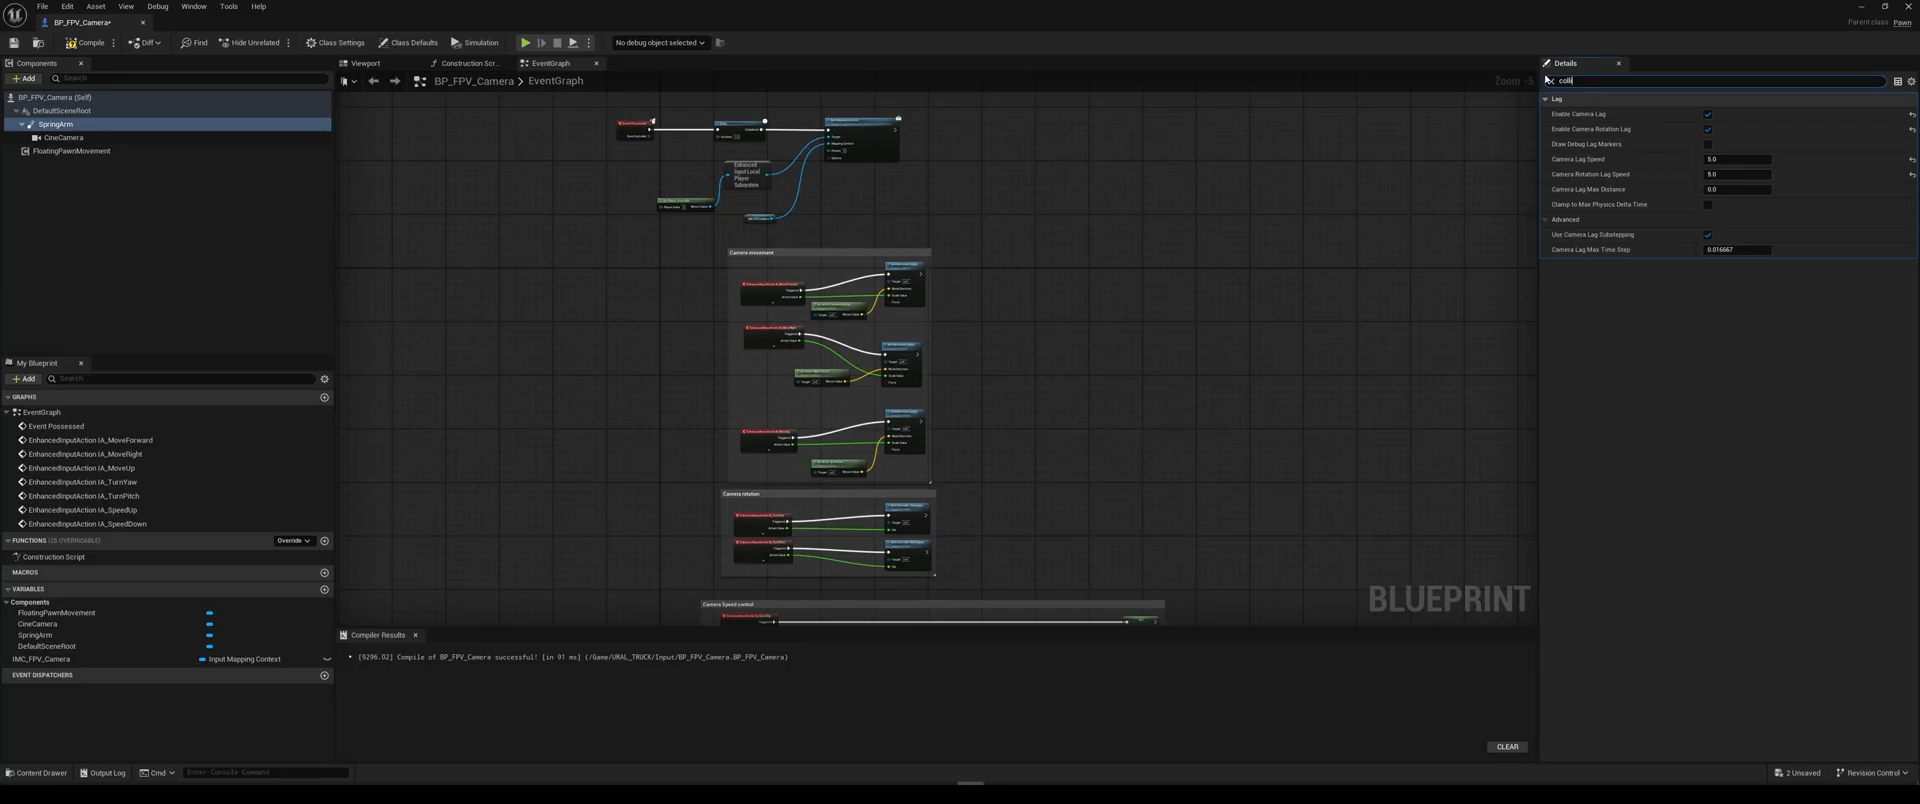 File Edit Asset View Debug Window Tools Help
BP_FPV_Camera•
Parent class: Pawn
Compile Diff Find Hide Unrelated Class Settings Class Defaults Simulation No debug object selected
Components
Viewport Construction Scr... EventGraph
Details
Add Search
BP_FPV_Camera > EventGraph
Zoom -5
colli
BP_FPV_Camera (Self)
DefaultSceneRoot
SpringArm
CineCamera
FloatingPawnMovement
Lag
Enable Camera Lag
Enable Camera Rotation Lag
Draw Debug Lag Markers
Camera Lag Speed 5.0
Camera Rotation Lag Speed 5.0
Camera Lag Max Distance 0.0
Clamp to Max Physics Delta Time
Advanced
Use Camera Lag Substepping
Camera Lag Max Time Step 0.016667
Enhanced
Input Local
Player
Subsystem
Camera movement
Camera rotation
Camera Speed control
BLUEPRINT
My Blueprint
Add Search
GRAPHS
EventGraph
Event Possessed
EnhancedInputAction IA_MoveForward
EnhancedInputAction IA_MoveRight
EnhancedInputAction IA_MoveUp
EnhancedInputAction IA_TurnYaw
EnhancedInputAction IA_TurnPitch
EnhancedInputAction IA_SpeedUp
EnhancedInputAction IA_SpeedDown
FUNCTIONS (25 OVERRIDABLE) Override
Construction Script
MACROS
VARIABLES
Components
FloatingPawnMovement
CineCamera
SpringArm
DefaultSceneRoot
IMC_FPV_Camera Input Mapping Context
EVENT DISPATCHERS
Compiler Results
[9296.02] Compile of BP_FPV_Camera successful! [in 91 ms] (/Game/URAL_TRUCK/Input/BP_FPV_Camera.BP_FPV_Camera)
CLEAR
Content Drawer Output Log Cmd Enter Console Command 2 Unsaved Revision Control